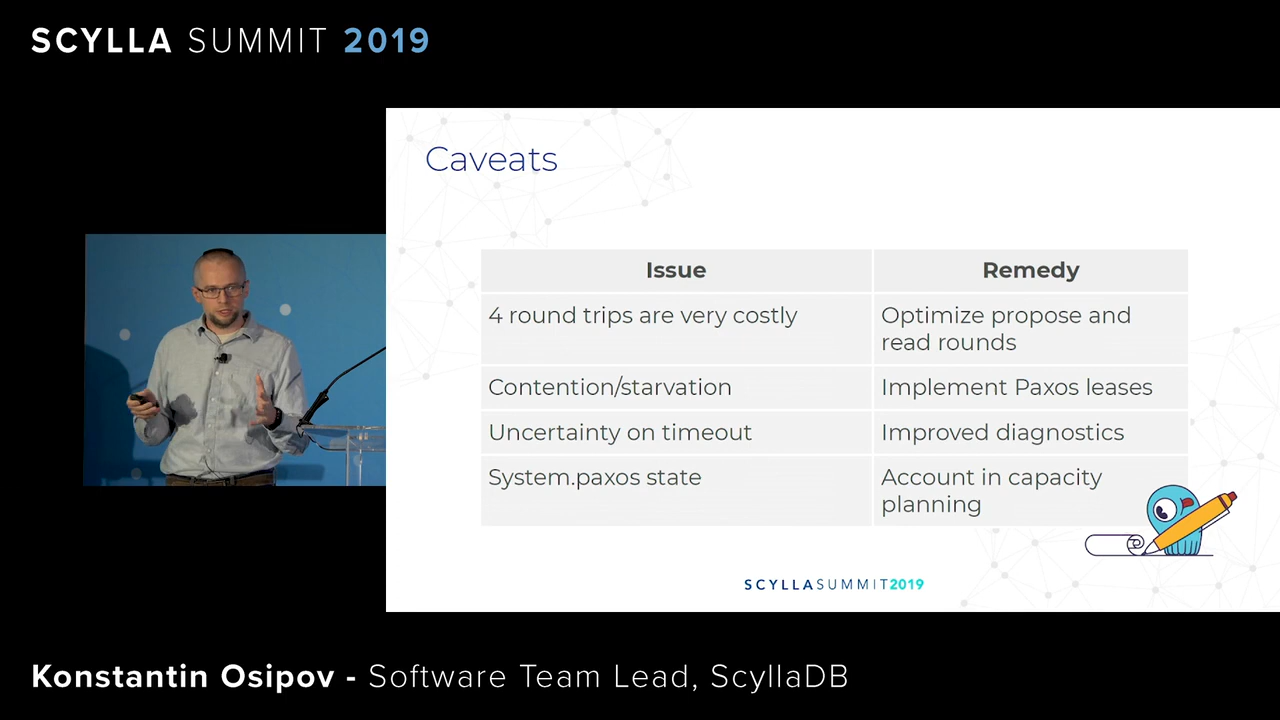 SCYLLA SUMMIT 2019
Caveats
Issue
Remedy
4 round trips are very costly
Optimize propose and
read rounds
Contention/starvation
Implement Paxos leases
Uncertainty on timeout
Improved diagnostics
System.paxos state
Account in capacity
planning
SCYLLASUMMIT2019
Konstantin Osipov - Software Team Lead, ScyllaDB